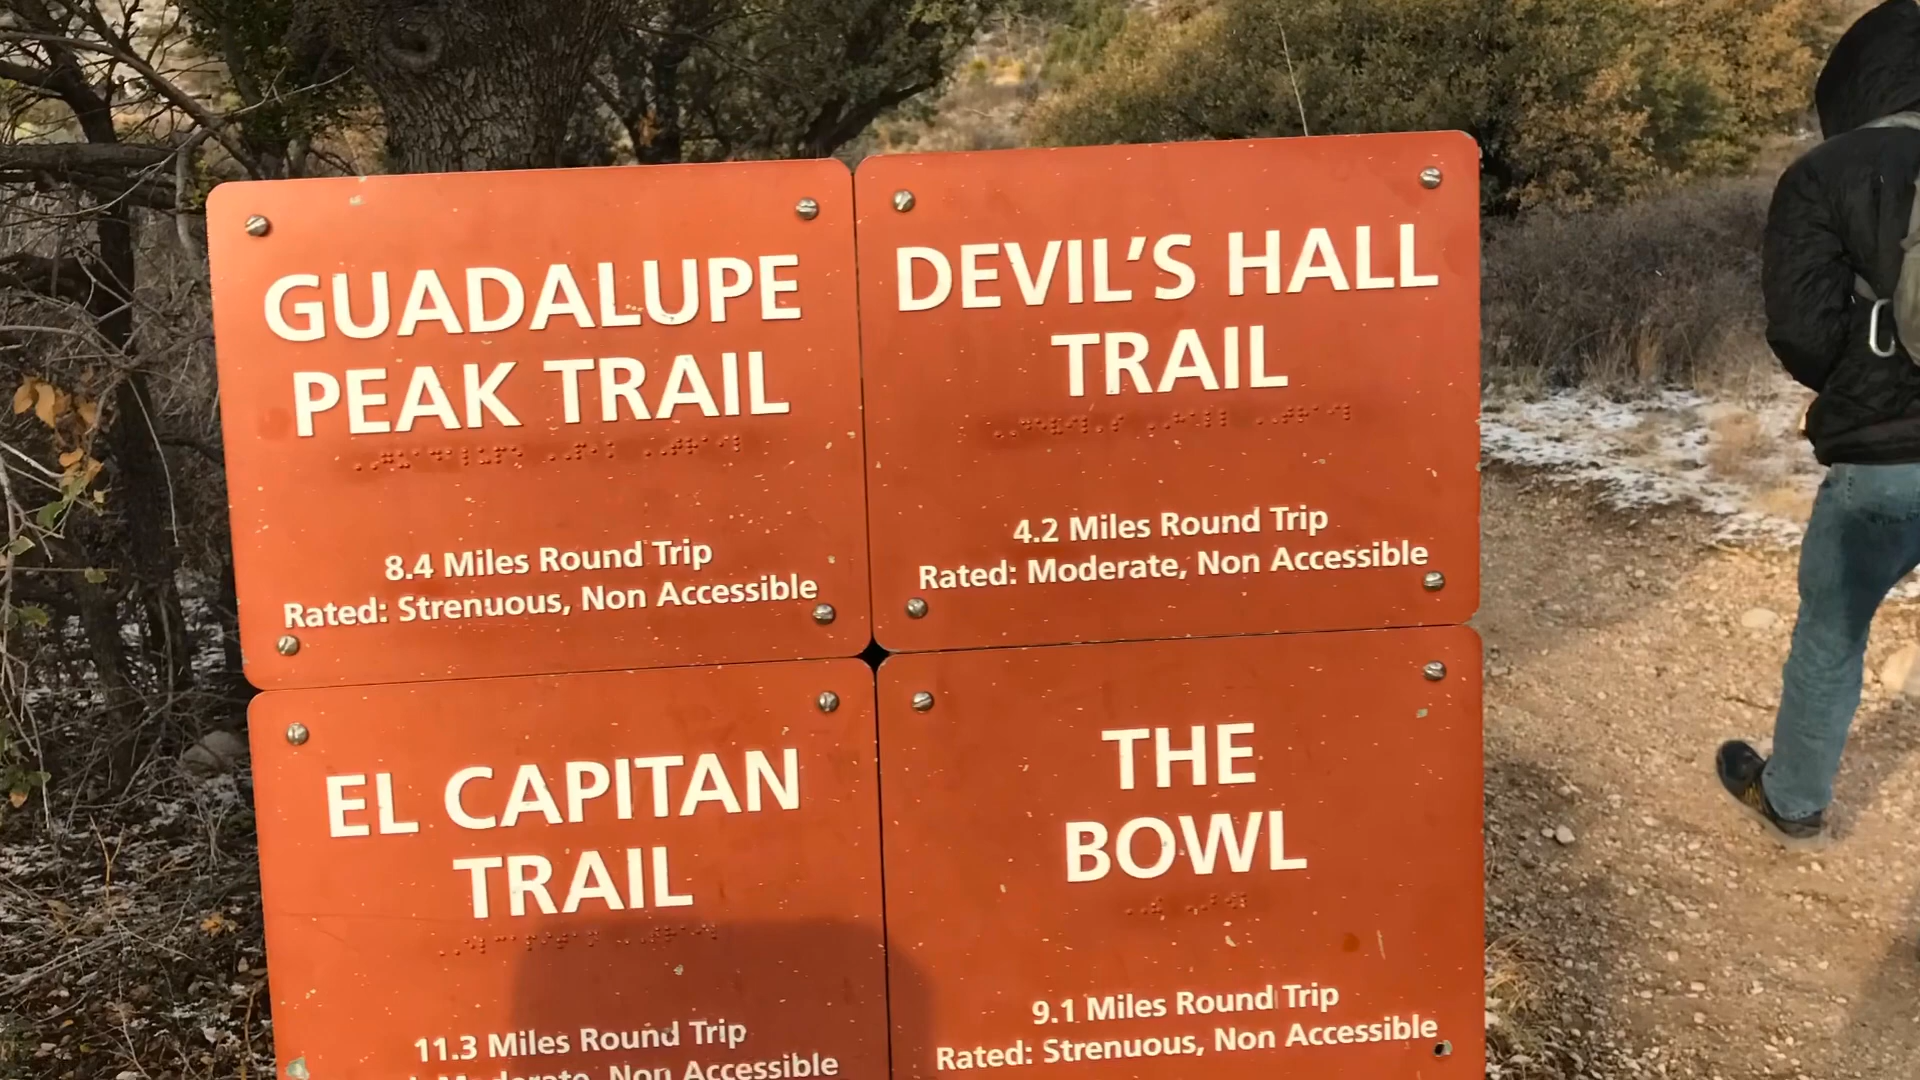 GUADALUPE
PEAK TRAIL
8.4 Miles Round Trip
Rated: Strenuous, Non Accessible
DEVIL'S HALL
TRAIL
4.2 Miles Round Trip
Rated: Moderate, Non Accessible
EL CAPITAN
TRAIL
11.3 Miles Round Trip
Moderate, Non Accessible
THE
BOWL
9.1 Miles Round Trip
Rated: Strenuous, Non Accessible